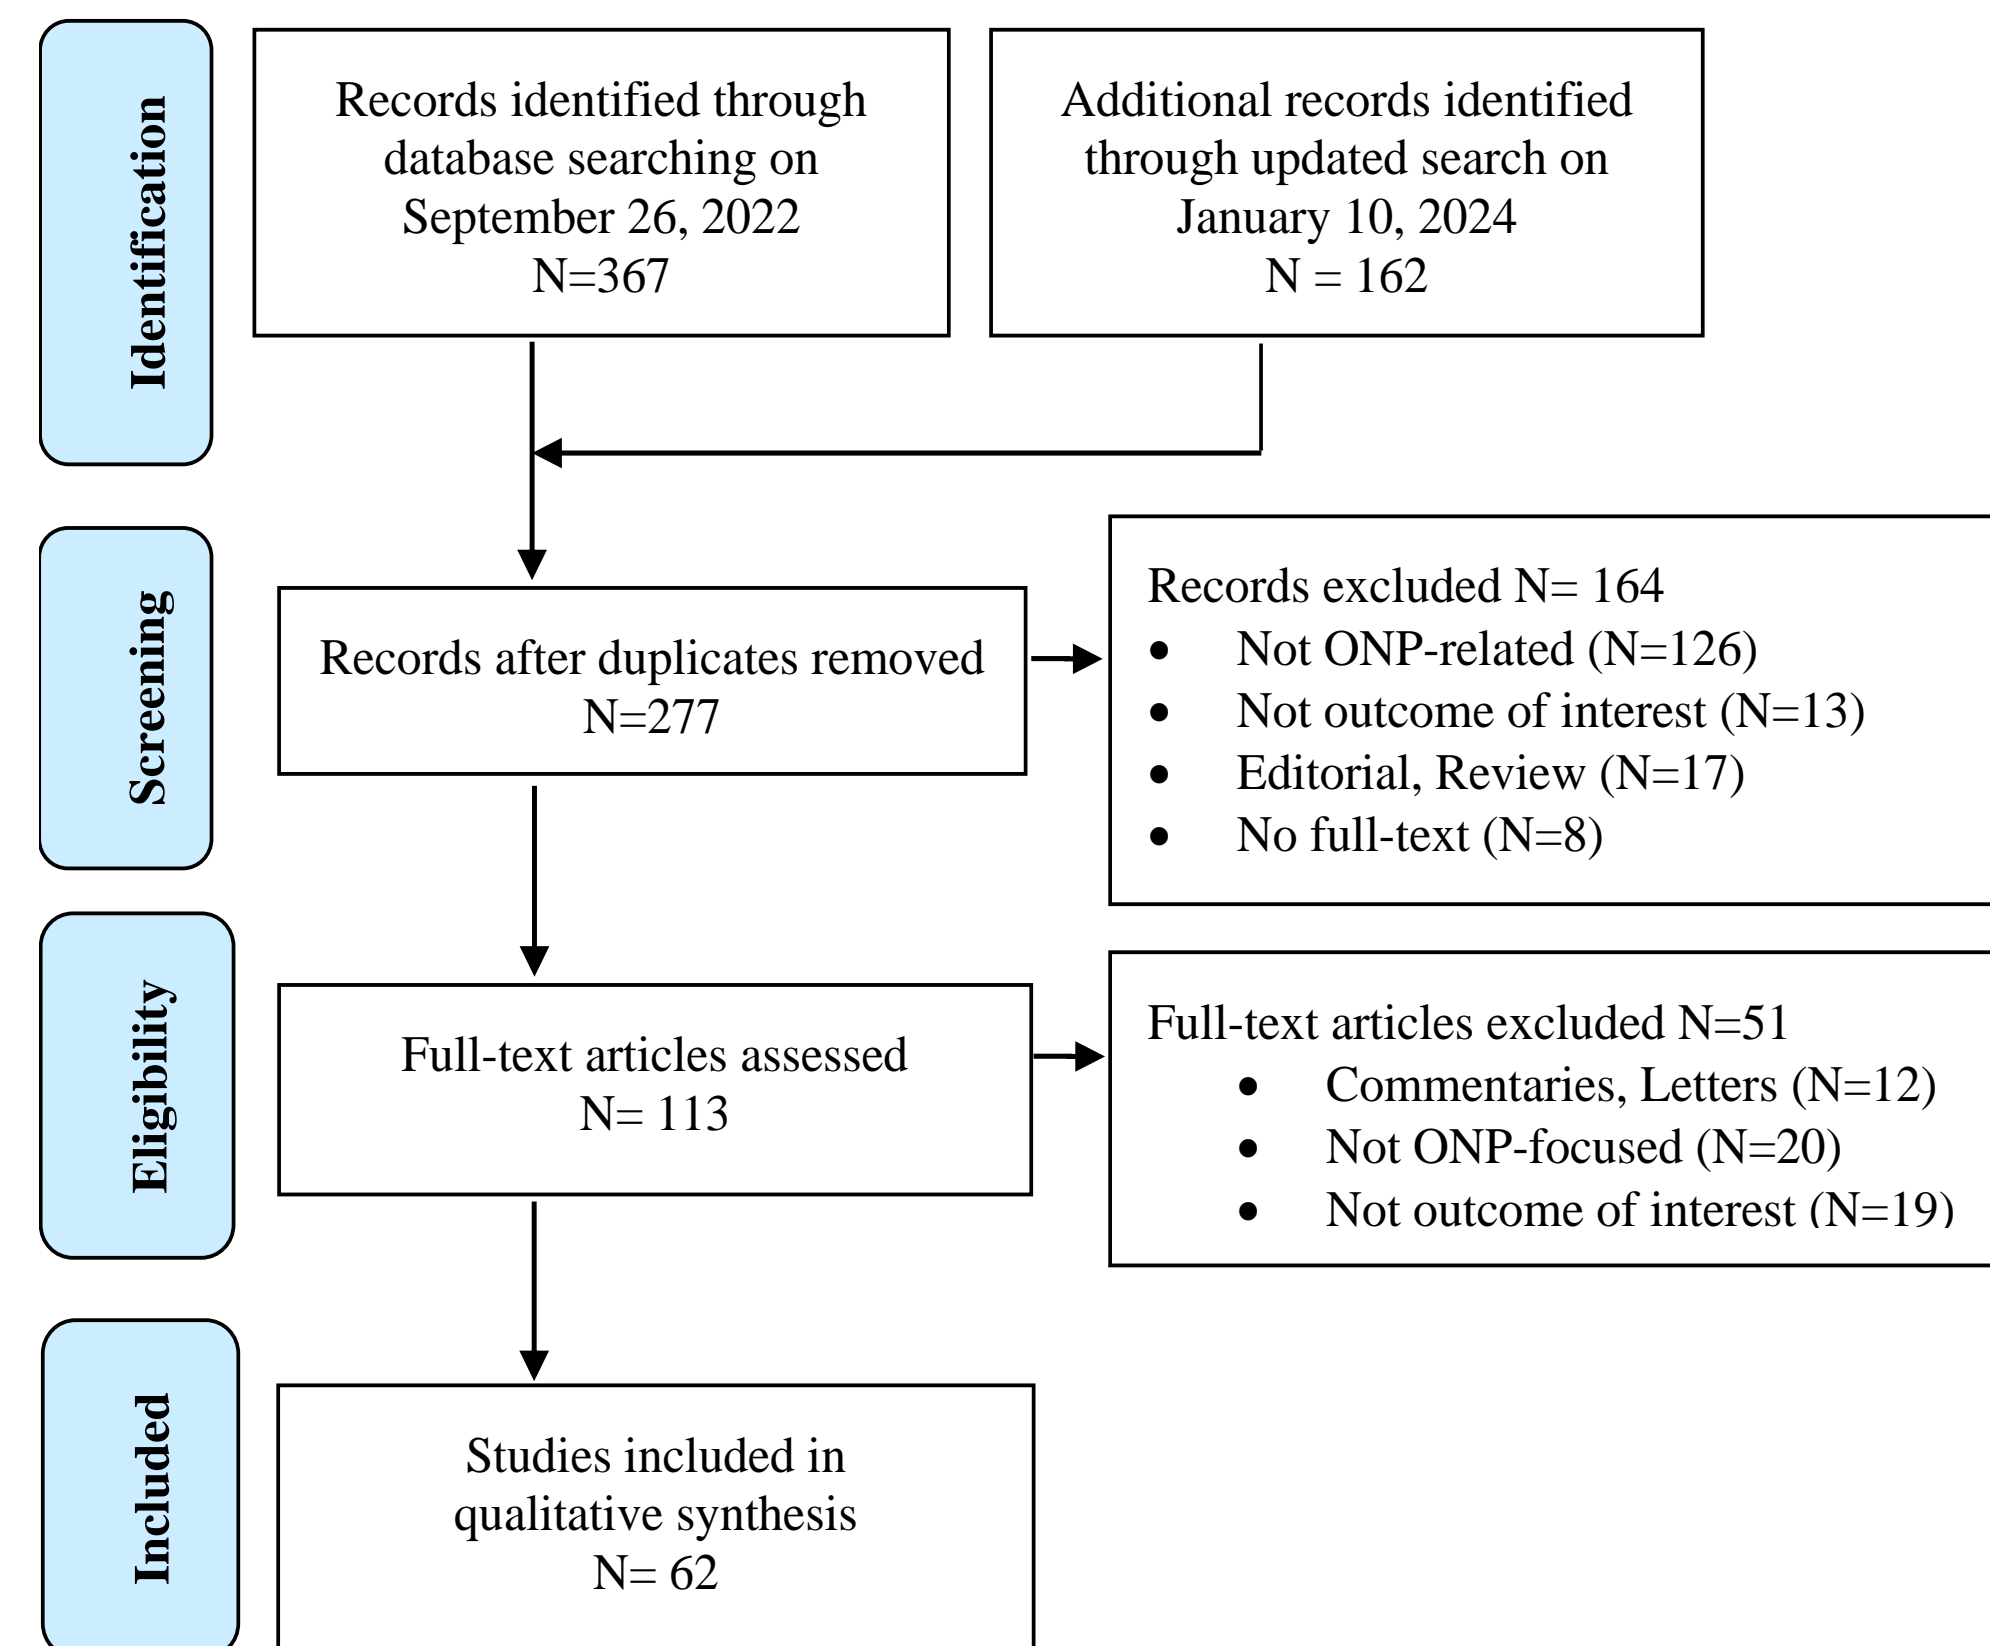 Identification
Records identified through
database searching on
September 26, 2022
N=367
Additional records identified
through updated search on
January 10, 2024
N = 162
Screening
Records after duplicates removed
N=277
Records excluded N= 164
• Not ONP-related (N=126)
• Not outcome of interest (N=13)
• Editorial, Review (N=17)
• No full-text (N=8)
Eligibility
Full-text articles assessed
N= 113
Full-text articles excluded N=51
• Commentaries, Letters (N=12)
• Not ONP-focused (N=20)
• Not outcome of interest (N=19)
Included
Studies included in
qualitative synthesis
N= 62